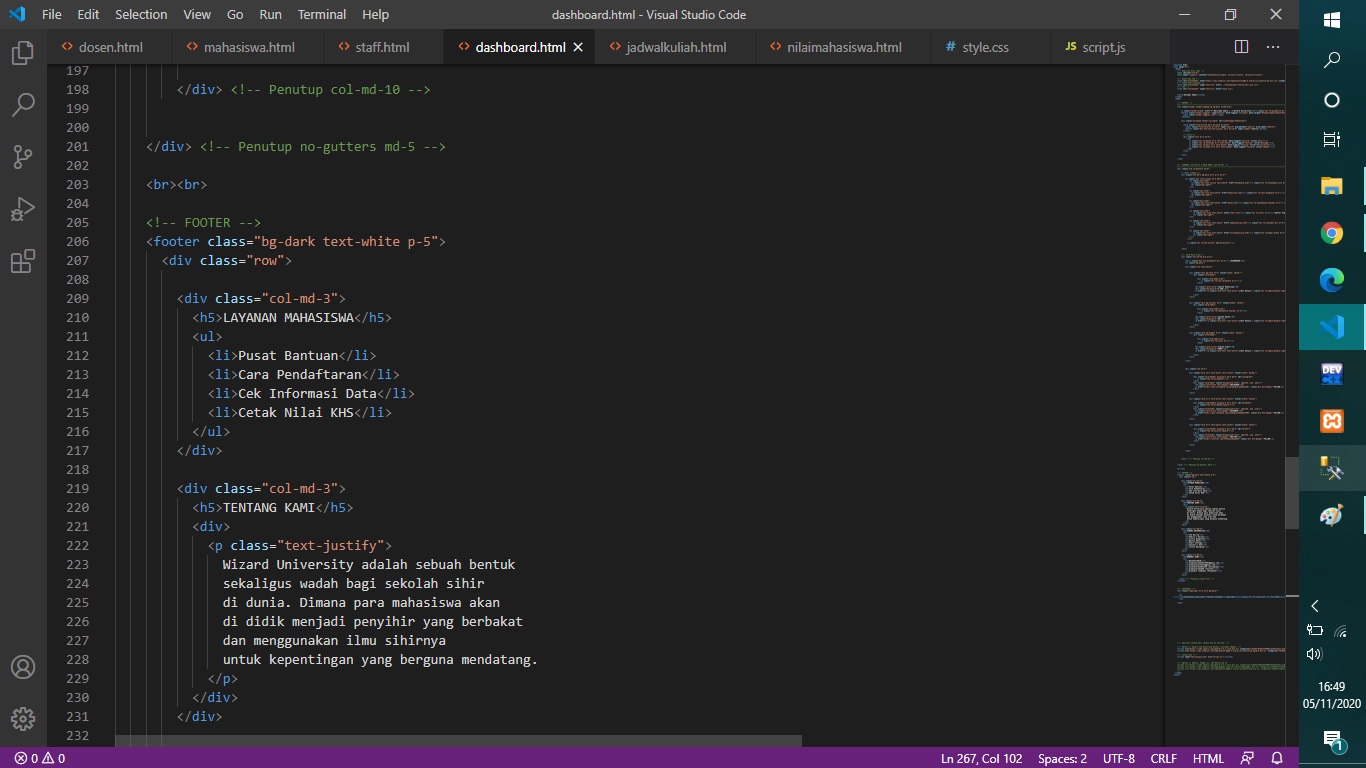 File Edit Selection View Go Run Terminal Help dashboard.html - Visual Studio Code
dosen.html mahasiswa.html staff.html dashboard.html jadwalkuliah.html nilaimahasiswa.html # style.css JS script.js
197
198 </div> <!-- Penutup col-md-10 -->
199
200
201 </div> <!-- Penutup no-gutters md-5 -->
202
203 <br><br>
204
205 <!-- FOOTER -->
206 <footer class="bg-dark text-white p-5">
207 <div class="row">
208
209 <div class="col-md-3">
210 <h5>LAYANAN MAHASISWA</h5>
211 <ul>
212 <li>Pusat Bantuan</li>
213 <li>Cara Pendaftaran</li>
214 <li>Cek Informasi Data</li>
215 <li>Cetak Nilai KHS</li>
216 </ul>
217 </div>
218
219 <div class="col-md-3">
220 <h5>TENTANG KAMI</h5>
221 <div>
222 <p class="text-justify">
223 Wizard University adalah sebuah bentuk
224 sekaligus wadah bagi sekolah sihir
225 di dunia. Dimana para mahasiswa akan
226 di didik menjadi penyihir yang berbakat
227 dan menggunakan ilmu sihirnya
228 untuk kepentingan yang berguna mendatang.
229 </p>
230 </div>
231 </div>
232
0 0 Ln 267, Col 102 Spaces: 2 UTF-8 CRLF HTML
DEV
C++
16:49
05/11/2020
1